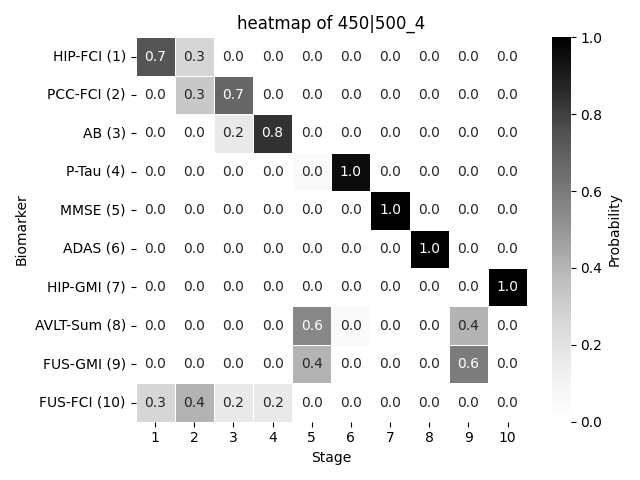 heatmap of 450|500_4
HIP-FCI (1) 0.7 0.3 0.0 0.0 0.0 0.0 0.0 0.0 0.0 0.0
PCC-FCI (2) 0.0 0.3 0.7 0.0 0.0 0.0 0.0 0.0 0.0 0.0
AB (3) 0.0 0.0 0.2 0.8 0.0 0.0 0.0 0.0 0.0 0.0
P-Tau (4) 0.0 0.0 0.0 0.0 0.0 1.0 0.0 0.0 0.0 0.0
MMSE (5) 0.0 0.0 0.0 0.0 0.0 0.0 1.0 0.0 0.0 0.0
ADAS (6) 0.0 0.0 0.0 0.0 0.0 0.0 0.0 1.0 0.0 0.0
HIP-GMI (7) 0.0 0.0 0.0 0.0 0.0 0.0 0.0 0.0 0.0 1.0
AVLT-Sum (8) 0.0 0.0 0.0 0.0 0.6 0.0 0.0 0.0 0.4 0.0
FUS-GMI (9) 0.0 0.0 0.0 0.0 0.4 0.0 0.0 0.0 0.6 0.0
FUS-FCI (10) 0.3 0.4 0.2 0.2 0.0 0.0 0.0 0.0 0.0 0.0
1 2 3 4 5 6 7 8 9 10
Stage
Biomarker
1.0
0.8
0.6
0.4
0.2
0.0
Probability